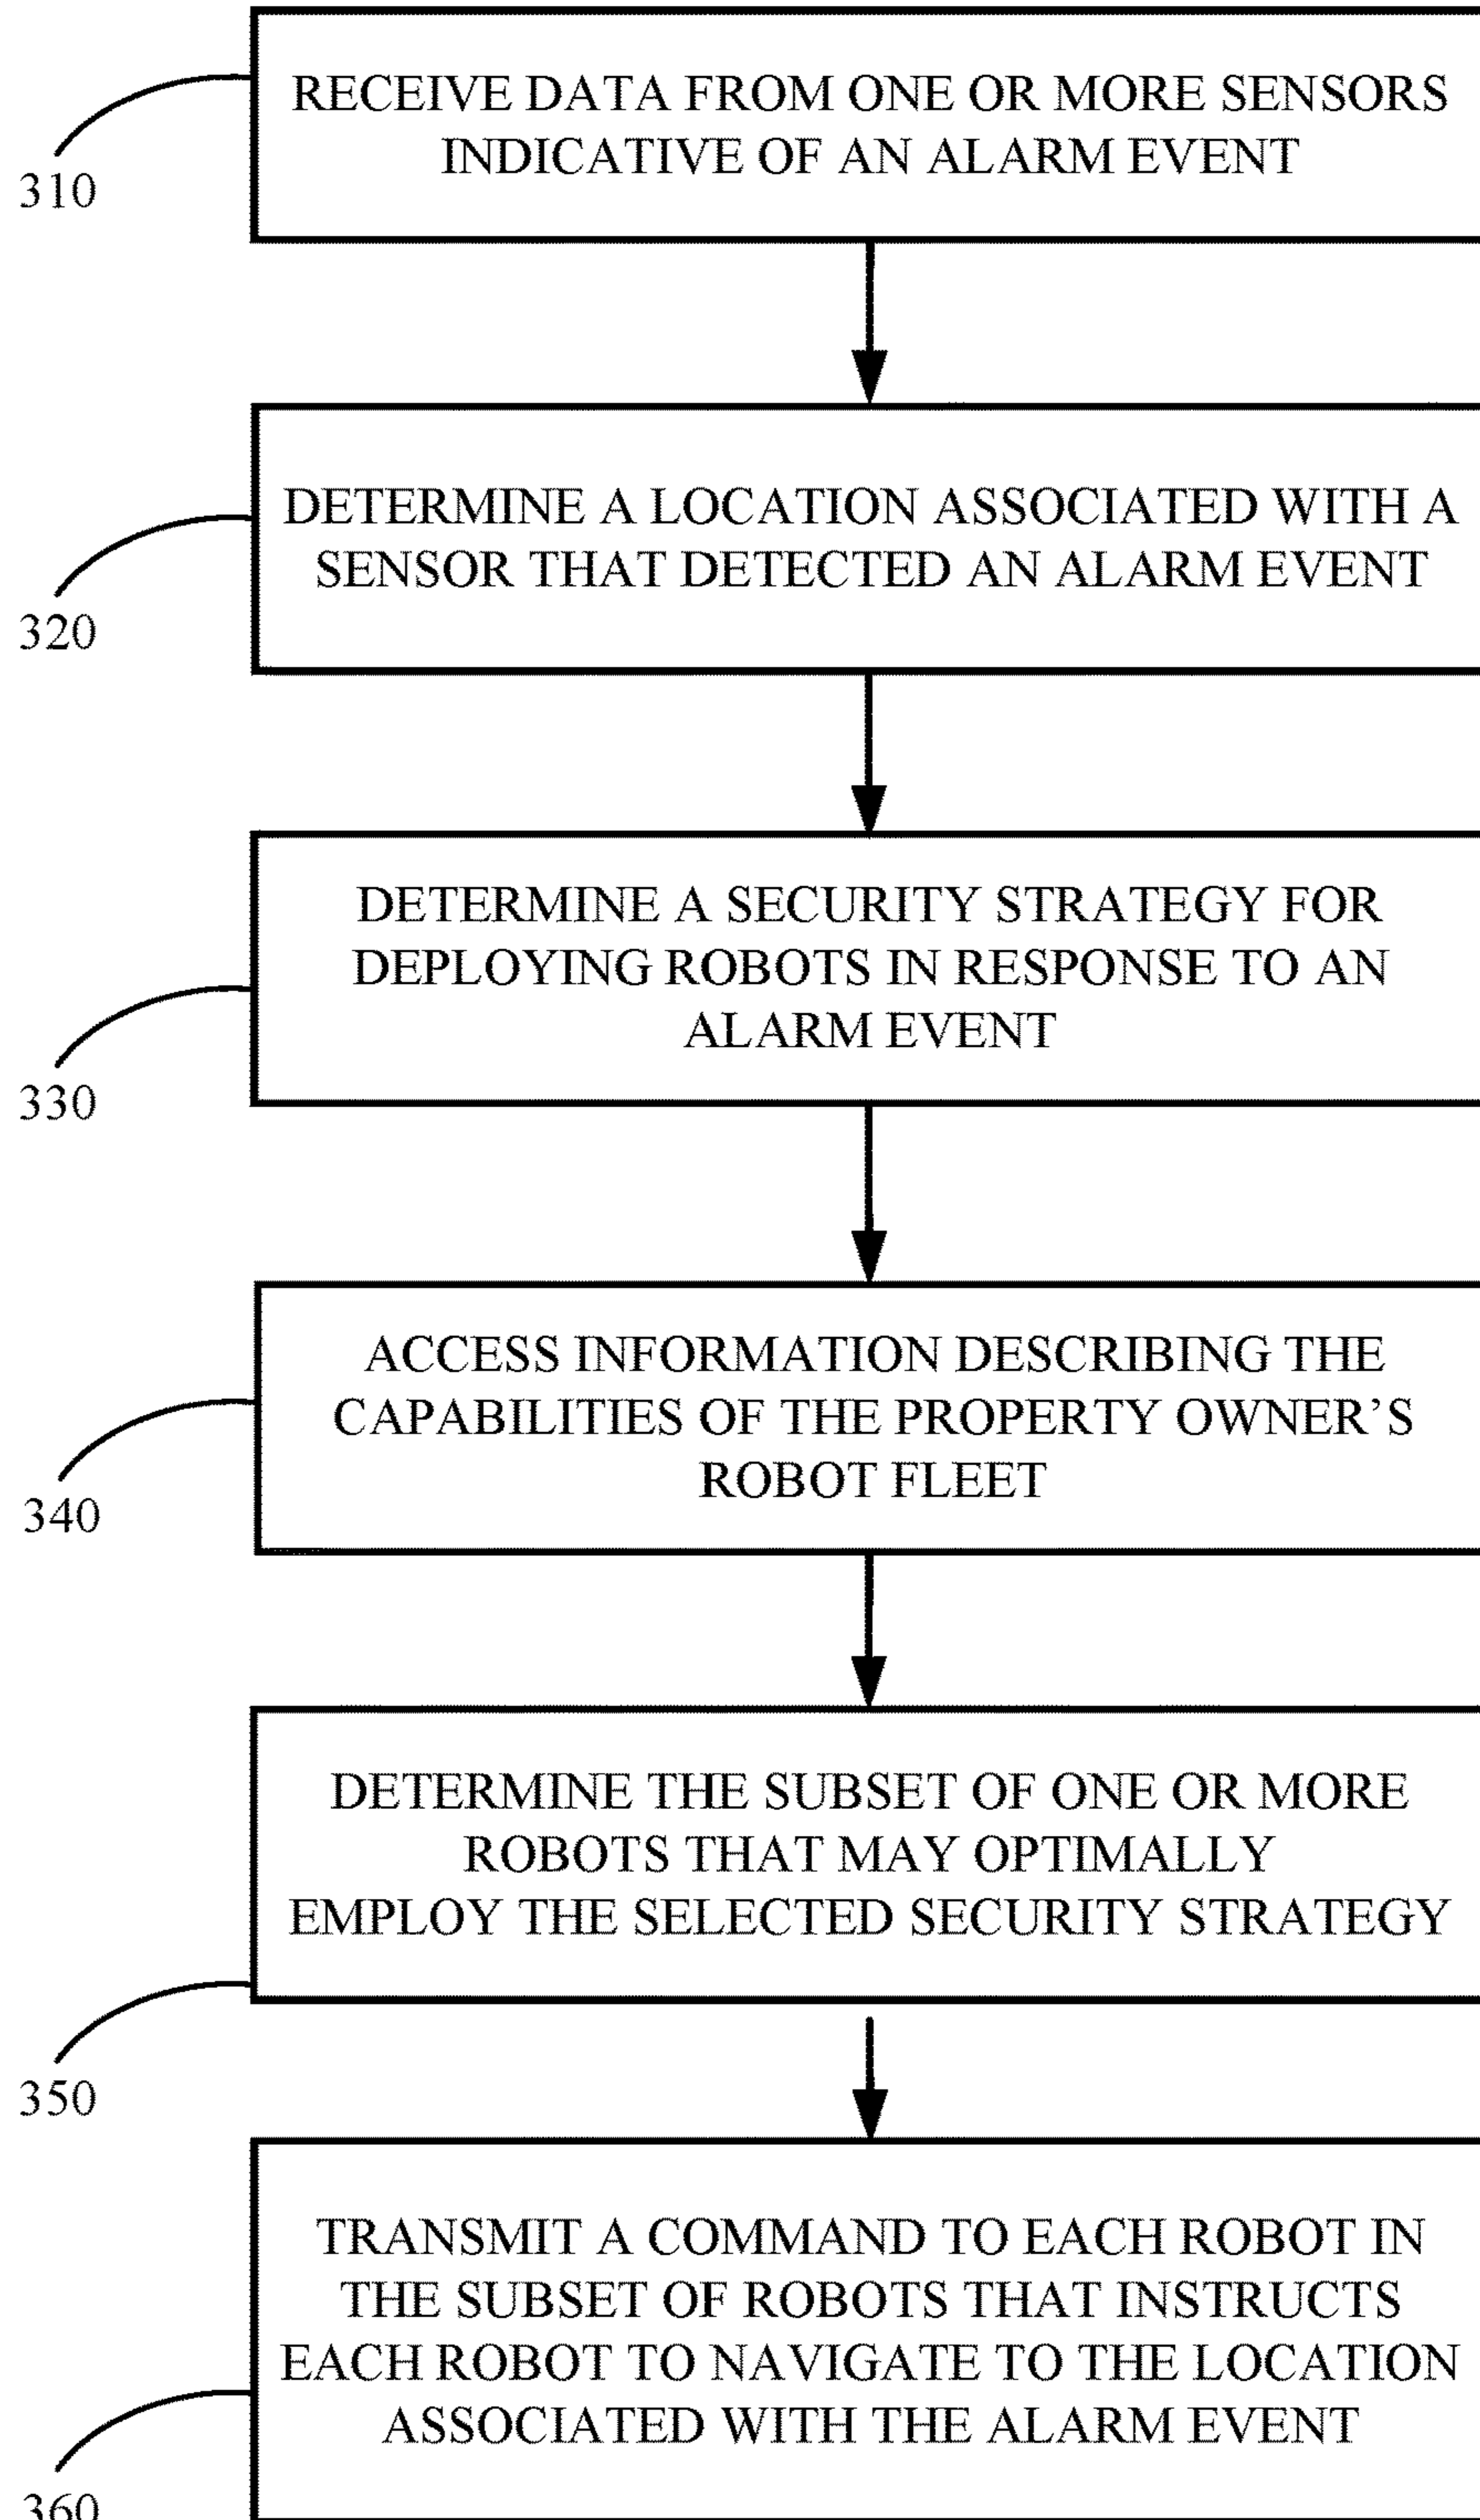 RECEIVE DATA FROM ONE OR MORE SENSORS
INDICATIVE OF AN ALARM EVENT
310
DETERMINE A LOCATION ASSOCIATED WITH A
SENSOR THAT DETECTED AN ALARM EVENT
320
DETERMINE A SECURITY STRATEGY FOR
DEPLOYING ROBOTS IN RESPONSE TO AN
ALARM EVENT
330
ACCESS INFORMATION DESCRIBING THE
CAPABILITIES OF THE PROPERTY OWNER’S
ROBOT FLEET
340
DETERMINE THE SUBSET OF ONE OR MORE
ROBOTS THAT MAY OPTIMALLY
EMPLOY THE SELECTED SECURITY STRATEGY
350
TRANSMIT A COMMAND TO EACH ROBOT IN
THE SUBSET OF ROBOTS THAT INSTRUCTS
EACH ROBOT TO NAVIGATE TO THE LOCATION
ASSOCIATED WITH THE ALARM EVENT
360